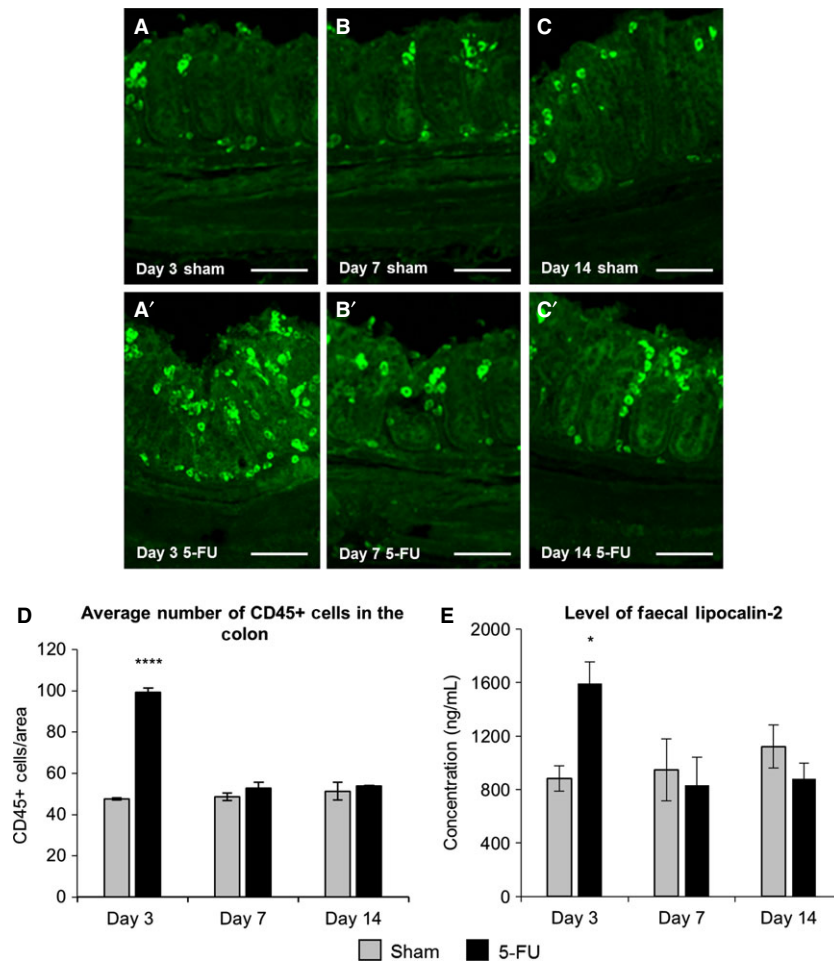 A
B
C
Day 3 sham
Day 7 sham
Day 14 sham
A′
B′
C′
Day 3 5-FU
Day 7 5-FU
Day 14 5-FU
D
Average number of CD45+ cells in the
colon
****
120
100
80
60
40
20
0
CD45+ cells/area
Day 3
Day 7
Day 14
E
Level of faecal lipocalin-2
*
2000
1600
1200
800
400
0
Concentration (ng/mL)
Day 3
Day 7
Day 14
Sham
5-FU